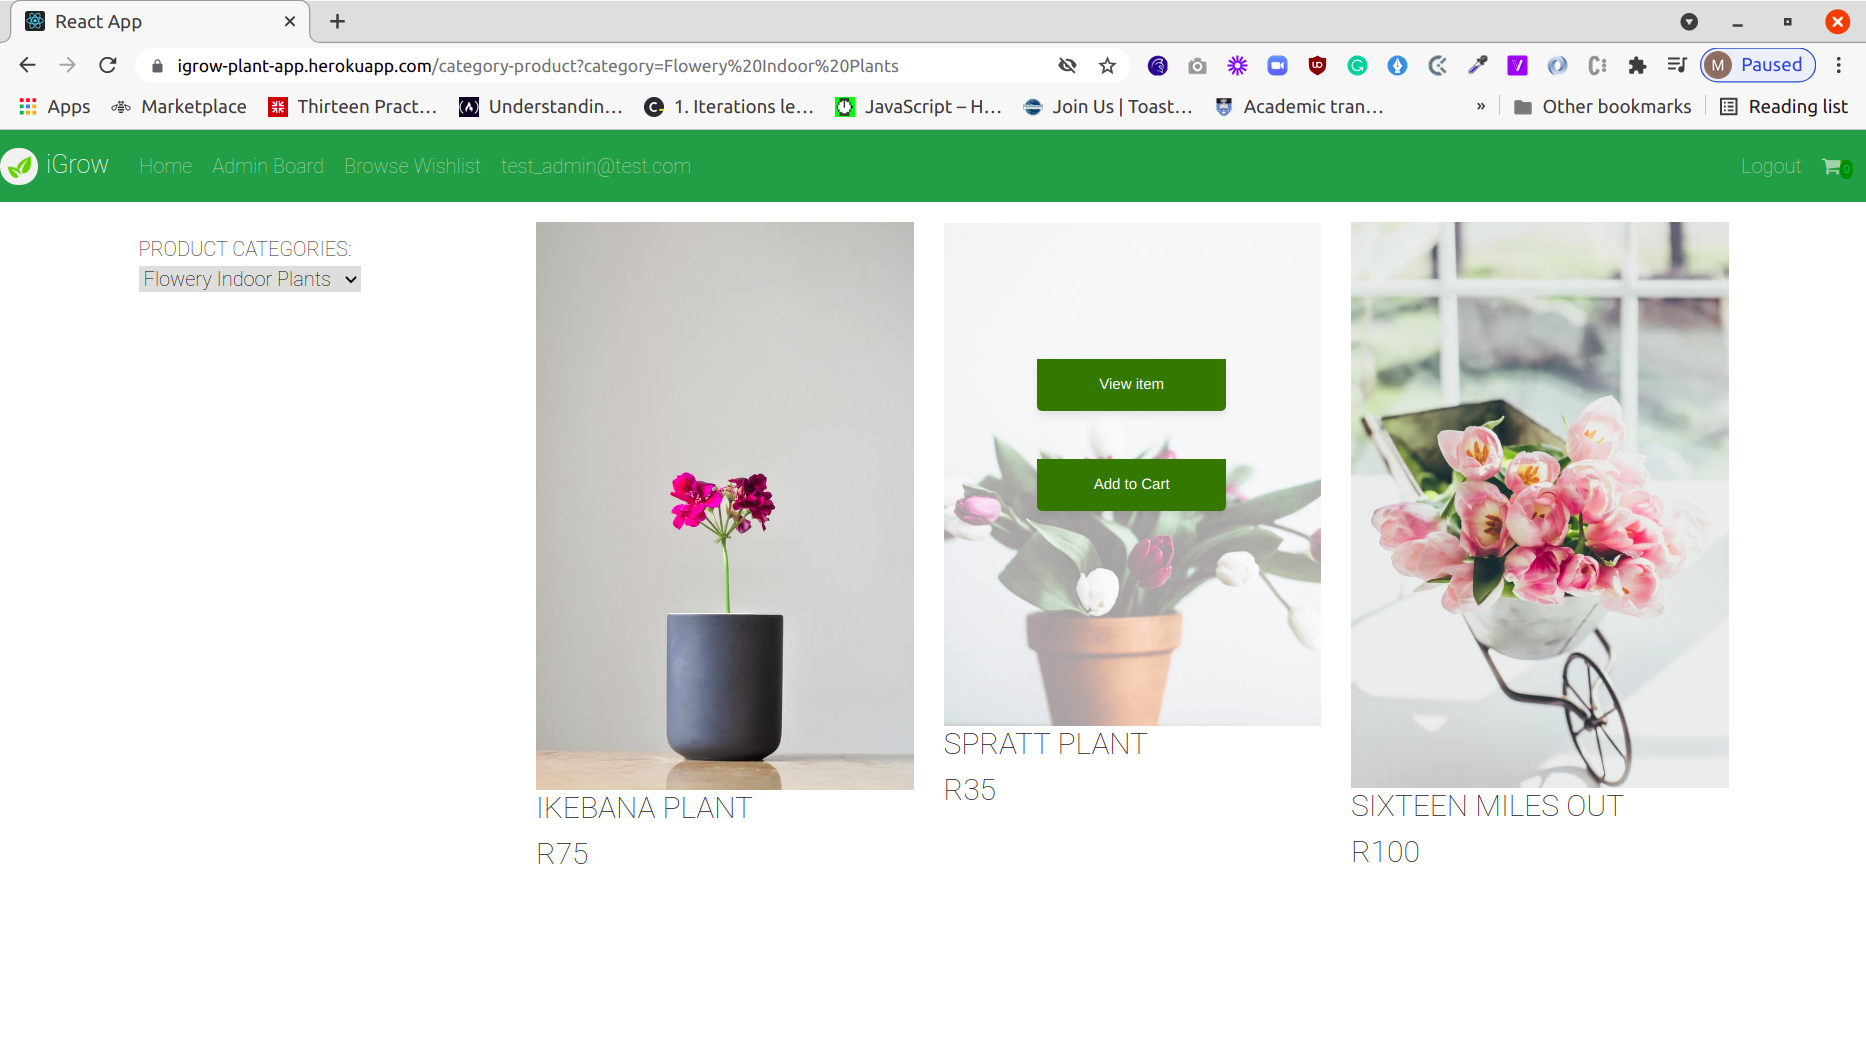 React App
igrow-plant-app.herokuapp.com/category-product?category=Flowery%20Indoor%20Plants
M Paused
Apps Marketplace Thirteen Pract... Understandin... 1. Iterations le... JavaScript – H... Join Us | Toast... Academic tran... » Other bookmarks Reading list
iGrow Home Admin Board Browse Wishlist test_admin@test.com Logout 0
PRODUCT CATEGORIES:
Flowery Indoor Plants
View item
Add to Cart
SPRATT PLANT
R35
IKEBANA PLANT
R75
SIXTEEN MILES OUT
R100